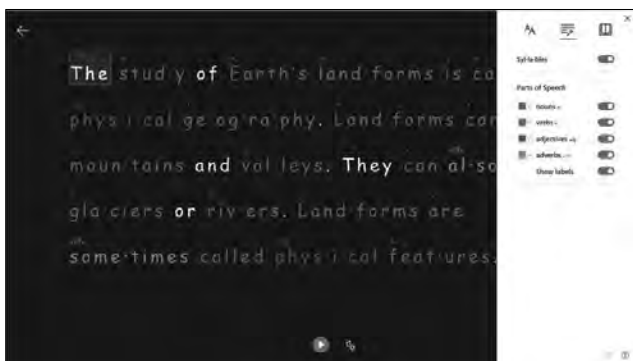 The stud y of Earth's land forms is ca
phys i cal ge og ra phy. Land forms can
moun tains and val leys. They can al·so
gla ciers or riv ers. Land forms are
some·times called phys i cal feat ures.
Syl·la·bles
Parts of Speech
nouns
verbs
adjectives
adverbs
Show labels